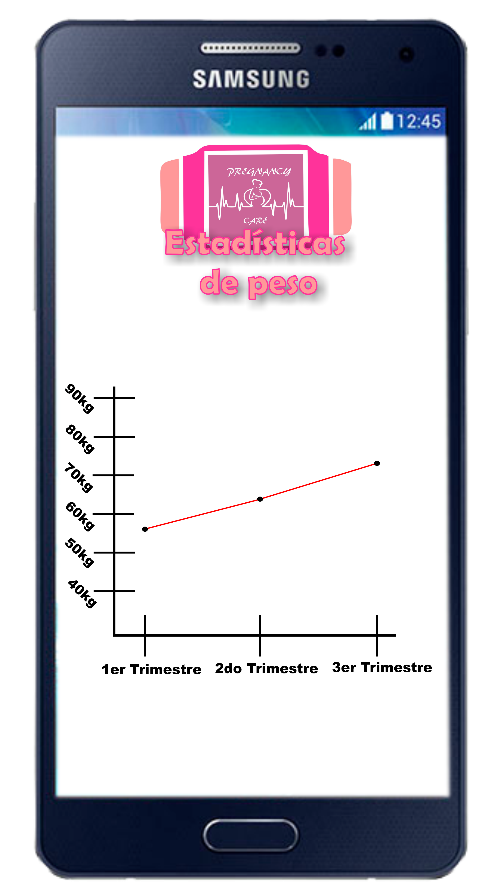 SAMSUNG
12:45
PREGNANCY
CARE
Estadísticas
de peso
90kg
80kg
70kg
60kg
50kg
40kg
1er Trimestre 2do Trimestre 3er Trimestre